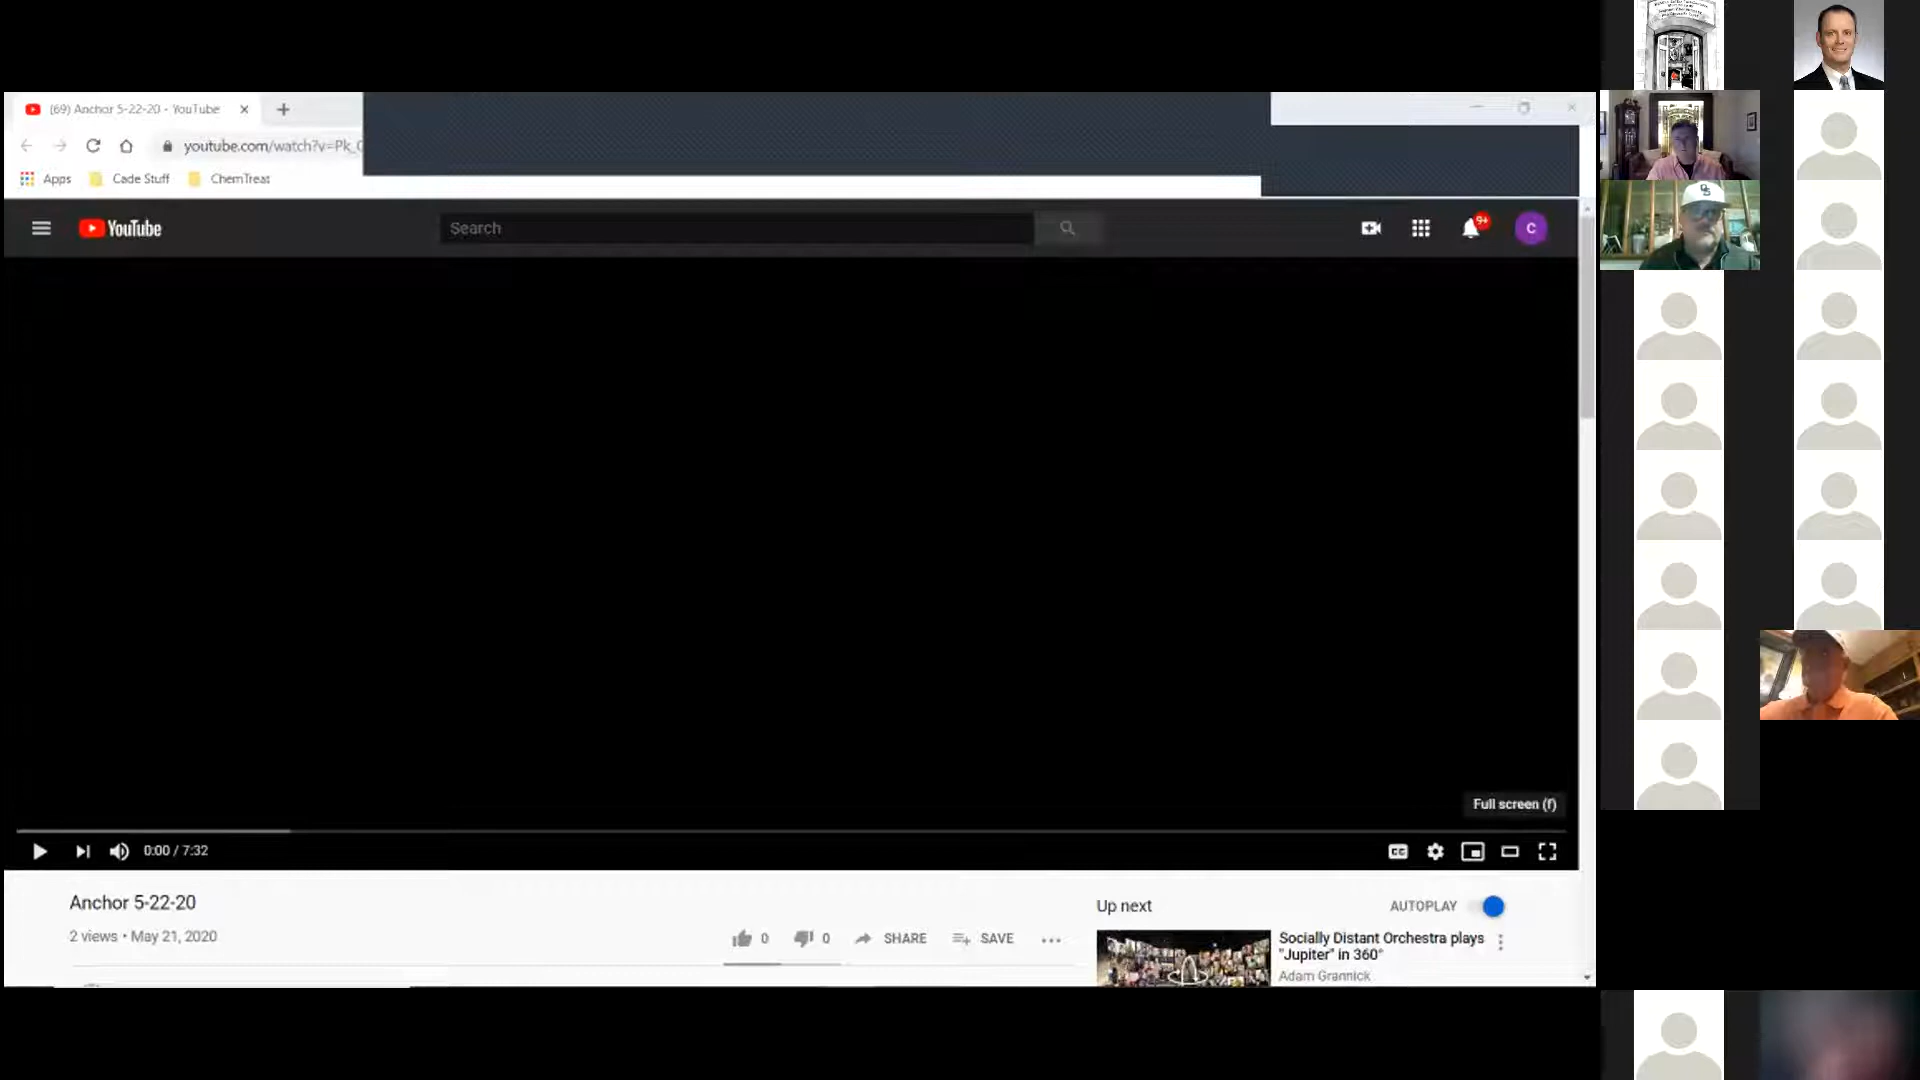 (69) Anchor 5-22-20 - YouTube
youtube.com/watch?v=Pk_
Apps Cade Stuff ChemTreat
YouTube
Search
9+
C
Full screen (f)
0:00 / 7:32
CC
Anchor 5-22-20
2 views • May 21, 2020
0 0 SHARE SAVE
Up next AUTOPLAY
Socially Distant Orchestra plays
"Jupiter" in 360°
Adam Grannick